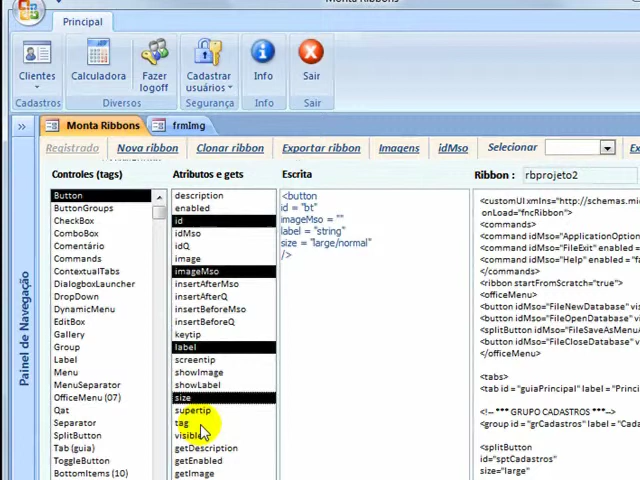 Monta Ribbons
Principal
Clientes
Calculadora
Fazer logoff
Cadastrar usuários
Info
Sair
Cadastros
Diversos
Segurança
Info
Sair
Monta Ribbons
frmImg
Registrado
Nova ribbon
Clonar ribbon
Exportar ribbon
Imagens
idMso
Selecionar
Ex
Painel de Navegação
Controles (tags)
Button
ButtonGroups
CheckBox
ComboBox
Comentário
Commands
ContextualTabs
DialogboxLauncher
DropDown
DynamicMenu
EditBox
Gallery
Group
Label
Menu
MenuSeparator
OfficeMenu (07)
Qat
Separator
SplitButton
Tab (guia)
ToggleButton
BottomItems (10)
Atributos e gets
description
enabled
id
idMso
idQ
image
imageMso
insertAfterMso
insertAfterQ
insertBeforeMso
insertBeforeQ
keytip
label
screentip
showImage
showLabel
size
supertip
tag
visible
getDescription
getEnabled
getImage
Escrita
<button
id = "bt"
imageMso = ""
label = "string"
size = "large/normal"
/>
Ribbon :
rbprojeto2
<customUI xmlns="http://schemas.mi
onLoad="fncRibbon">
<commands>
<command idMso="ApplicationOption
<command idMso="FileExit" enabled =
<command idMso="Help" enabled = "fa
</commands>
<ribbon startFromScratch="true">
<officeMenu>
<button idMso="FileNewDatabase" vis
<button idMso="FileOpenDatabase" vi
<splitButton idMso="FileSaveAsMenuA
<button idMso="FileCloseDatabase" vi
</officeMenu>
<tabs>
<tab id="guiaPrincipal" label = "Princi
<!-- *** GRUPO CADASTROS ***-->
<group id="grCadastros" label = "Cada
<splitButton
id="sptCadastros"
size="large"